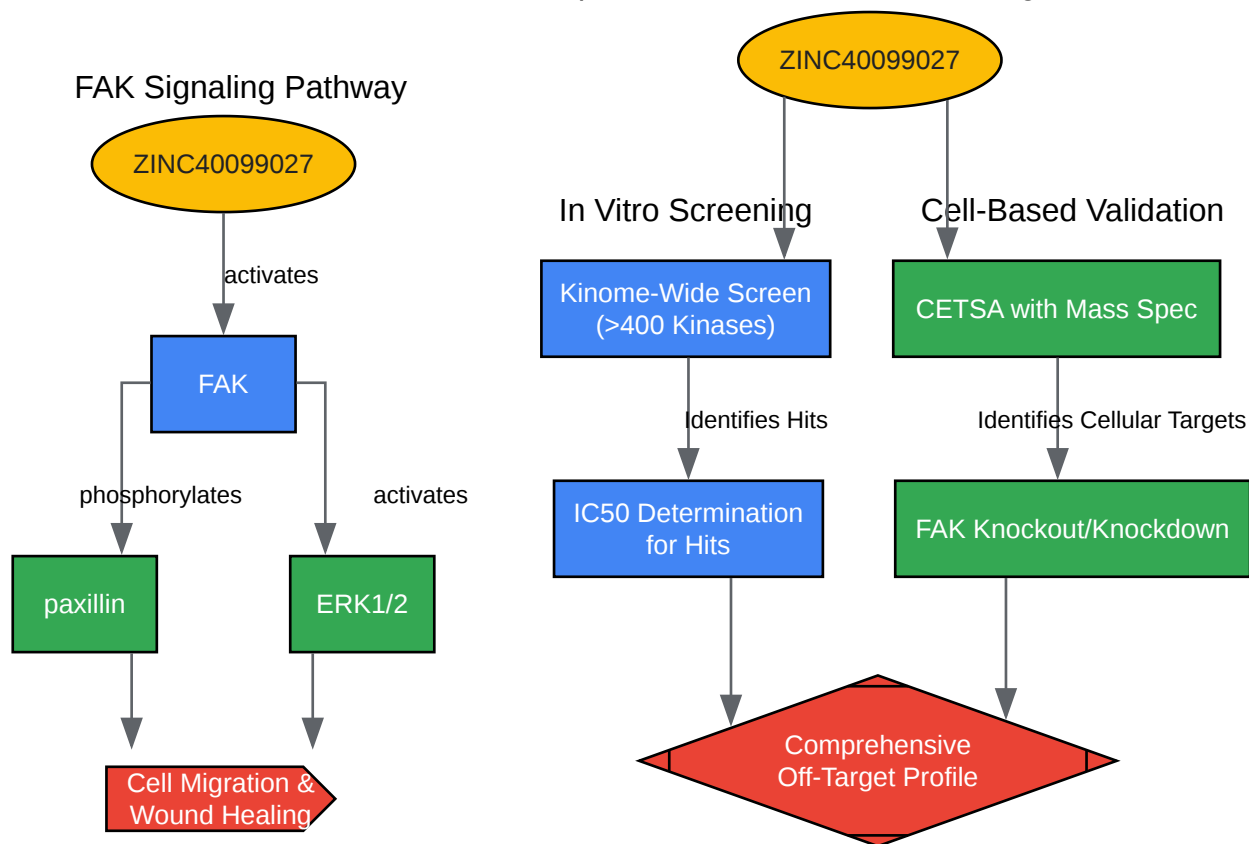 FAK Signaling Pathway
ZINC40099027
activates
FAK
phosphorylates
activates
paxillin
ERK1/2
Cell Migration &
Wound Healing
ZINC40099027
In Vitro Screening
Cell-Based Validation
Kinome-Wide Screen
(>400 Kinases)
CETSA with Mass Spec
Identifies Hits
Identifies Cellular Targets
IC50 Determination
for Hits
FAK Knockout/Knockdown
Comprehensive
Off-Target Profile